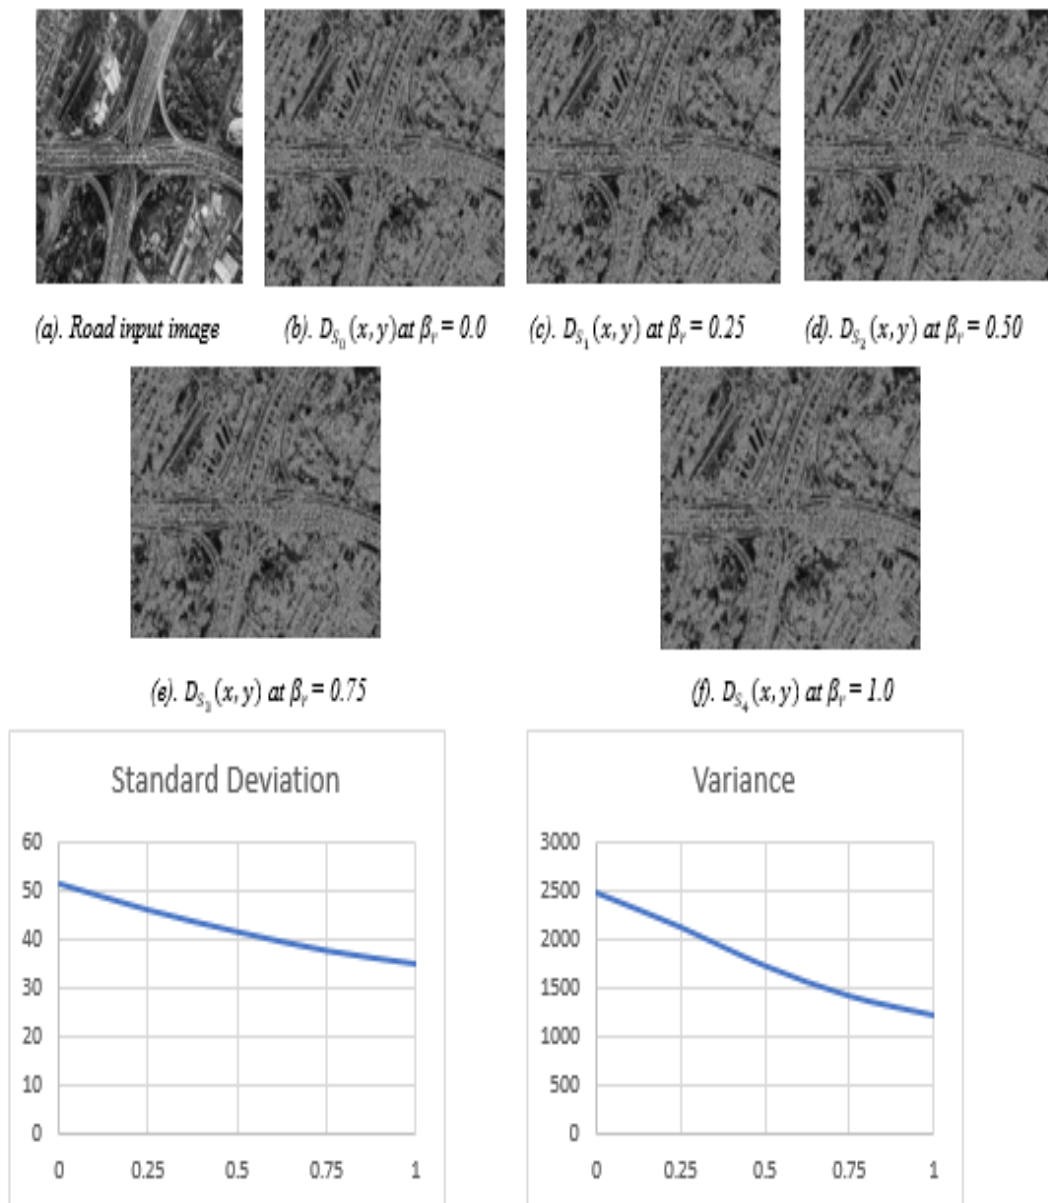 (a). Road input image
(b). D_{S_0}(x, y)at β_r = 0.0
(c). D_{S_1}(x, y) at β_r = 0.25
(d). D_{S_2}(x, y) at β_r = 0.50
(e). D_{S_3}(x, y) at β_r = 0.75
(f). D_{S_4}(x, y) at β_r = 1.0
Standard Deviation
60
50
40
30
20
10
0
0 0.25 0.5 0.75 1
Variance
3000
2500
2000
1500
1000
500
0
0 0.25 0.5 0.75 1